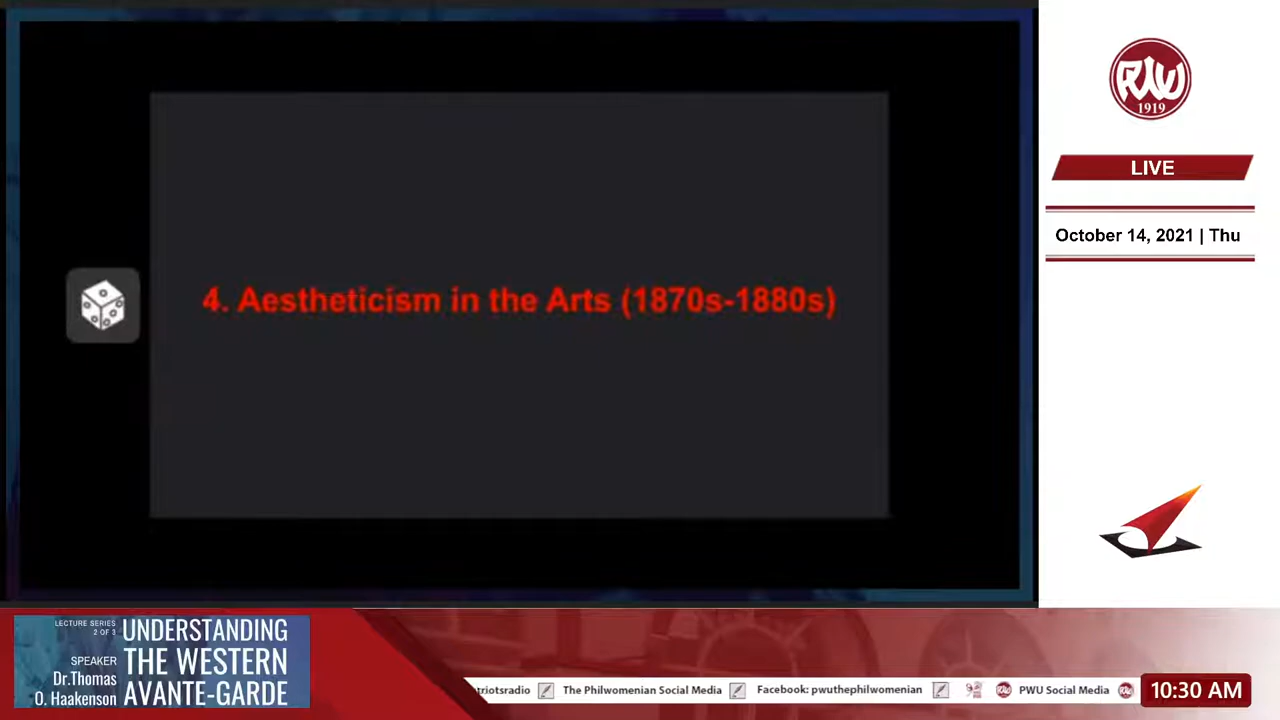 4. Aestheticism in the Arts (1870s-1880s)
PWU
1919
LIVE
October 14, 2021 | Thu
LECTURE SERIES
2 OF 3
SPEAKER
Dr.Thomas
O. Haakenson
UNDERSTANDING
THE WESTERN
AVANTE-GARDE
triotsradio
The Philwomenian Social Media
Facebook: pwuthephilwomenian
PWU Social Media
10:30 AM